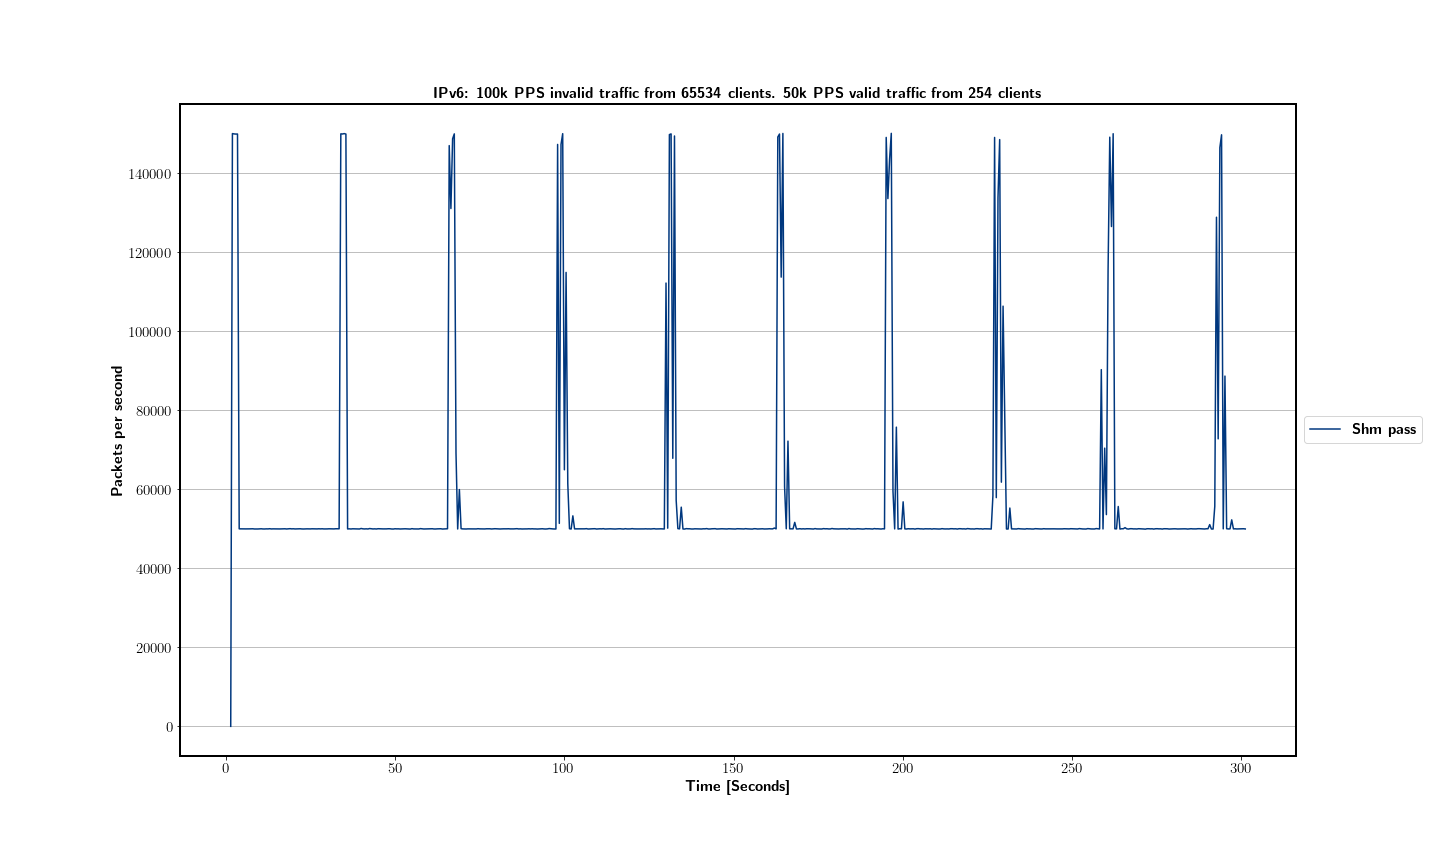 IPv6: 100k PPS invalid traffic from 65534 clients. 50k PPS valid traffic from 254 clients
140000
120000
100000
80000
60000
40000
20000
0
Packets per second
Shm pass
0 50 100 150 200 250 300
Time [Seconds]